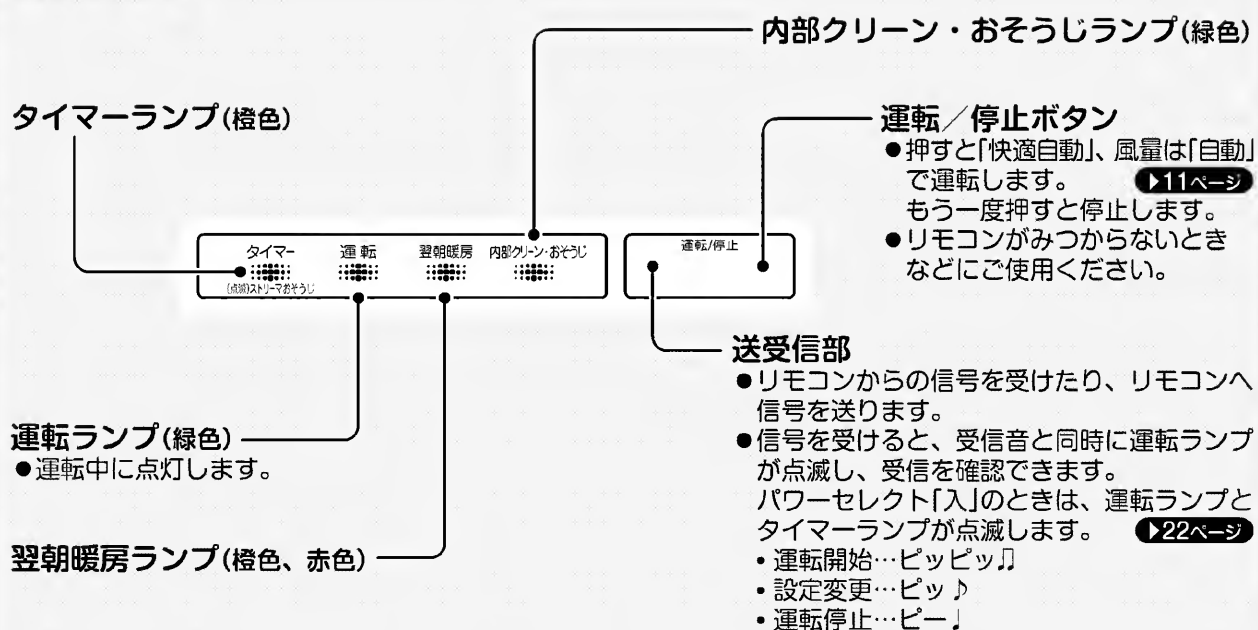 内部クリーン・おそうじランプ(緑色)
タイマーランプ(橙色)
運転／停止ボタン
●押すと「快適自動」、風量は「自動」
で運転します。 ▶11ページ
もう一度押すと停止します。
●リモコンがみつからないとき
などにご使用ください。
タイマー 運転 翌朝暖房 内部クリーン・おそうじ
(点滅)ストリーマおそうじ
運転/停止
送受信部
●リモコンからの信号を受けたり、リモコンへ
信号を送ります。
●信号を受けると、受信音と同時に運転ランプ
が点滅し、受信を確認できます。
パワーセレクト「入」のときは、運転ランプと
タイマーランプが点滅します。 ▶22ページ
・運転開始…ピッピッ♫
・設定変更…ピッ♪
・運転停止…ピー♩
運転ランプ(緑色)
●運転中に点灯します。
翌朝暖房ランプ(橙色、赤色)